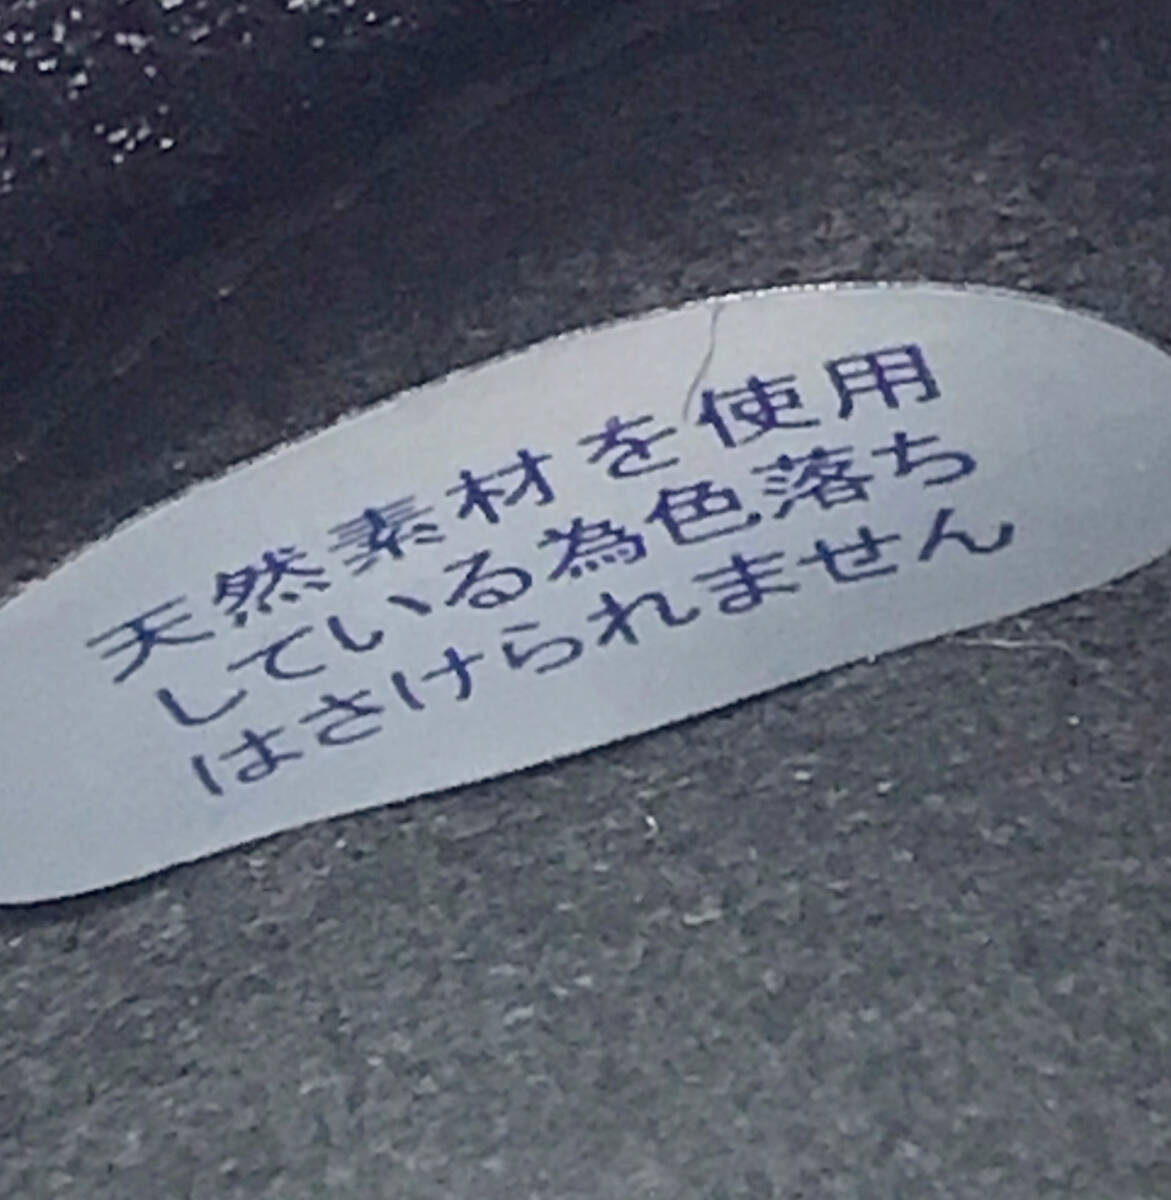 天然素材を使用
している為色落ち
はさけられません